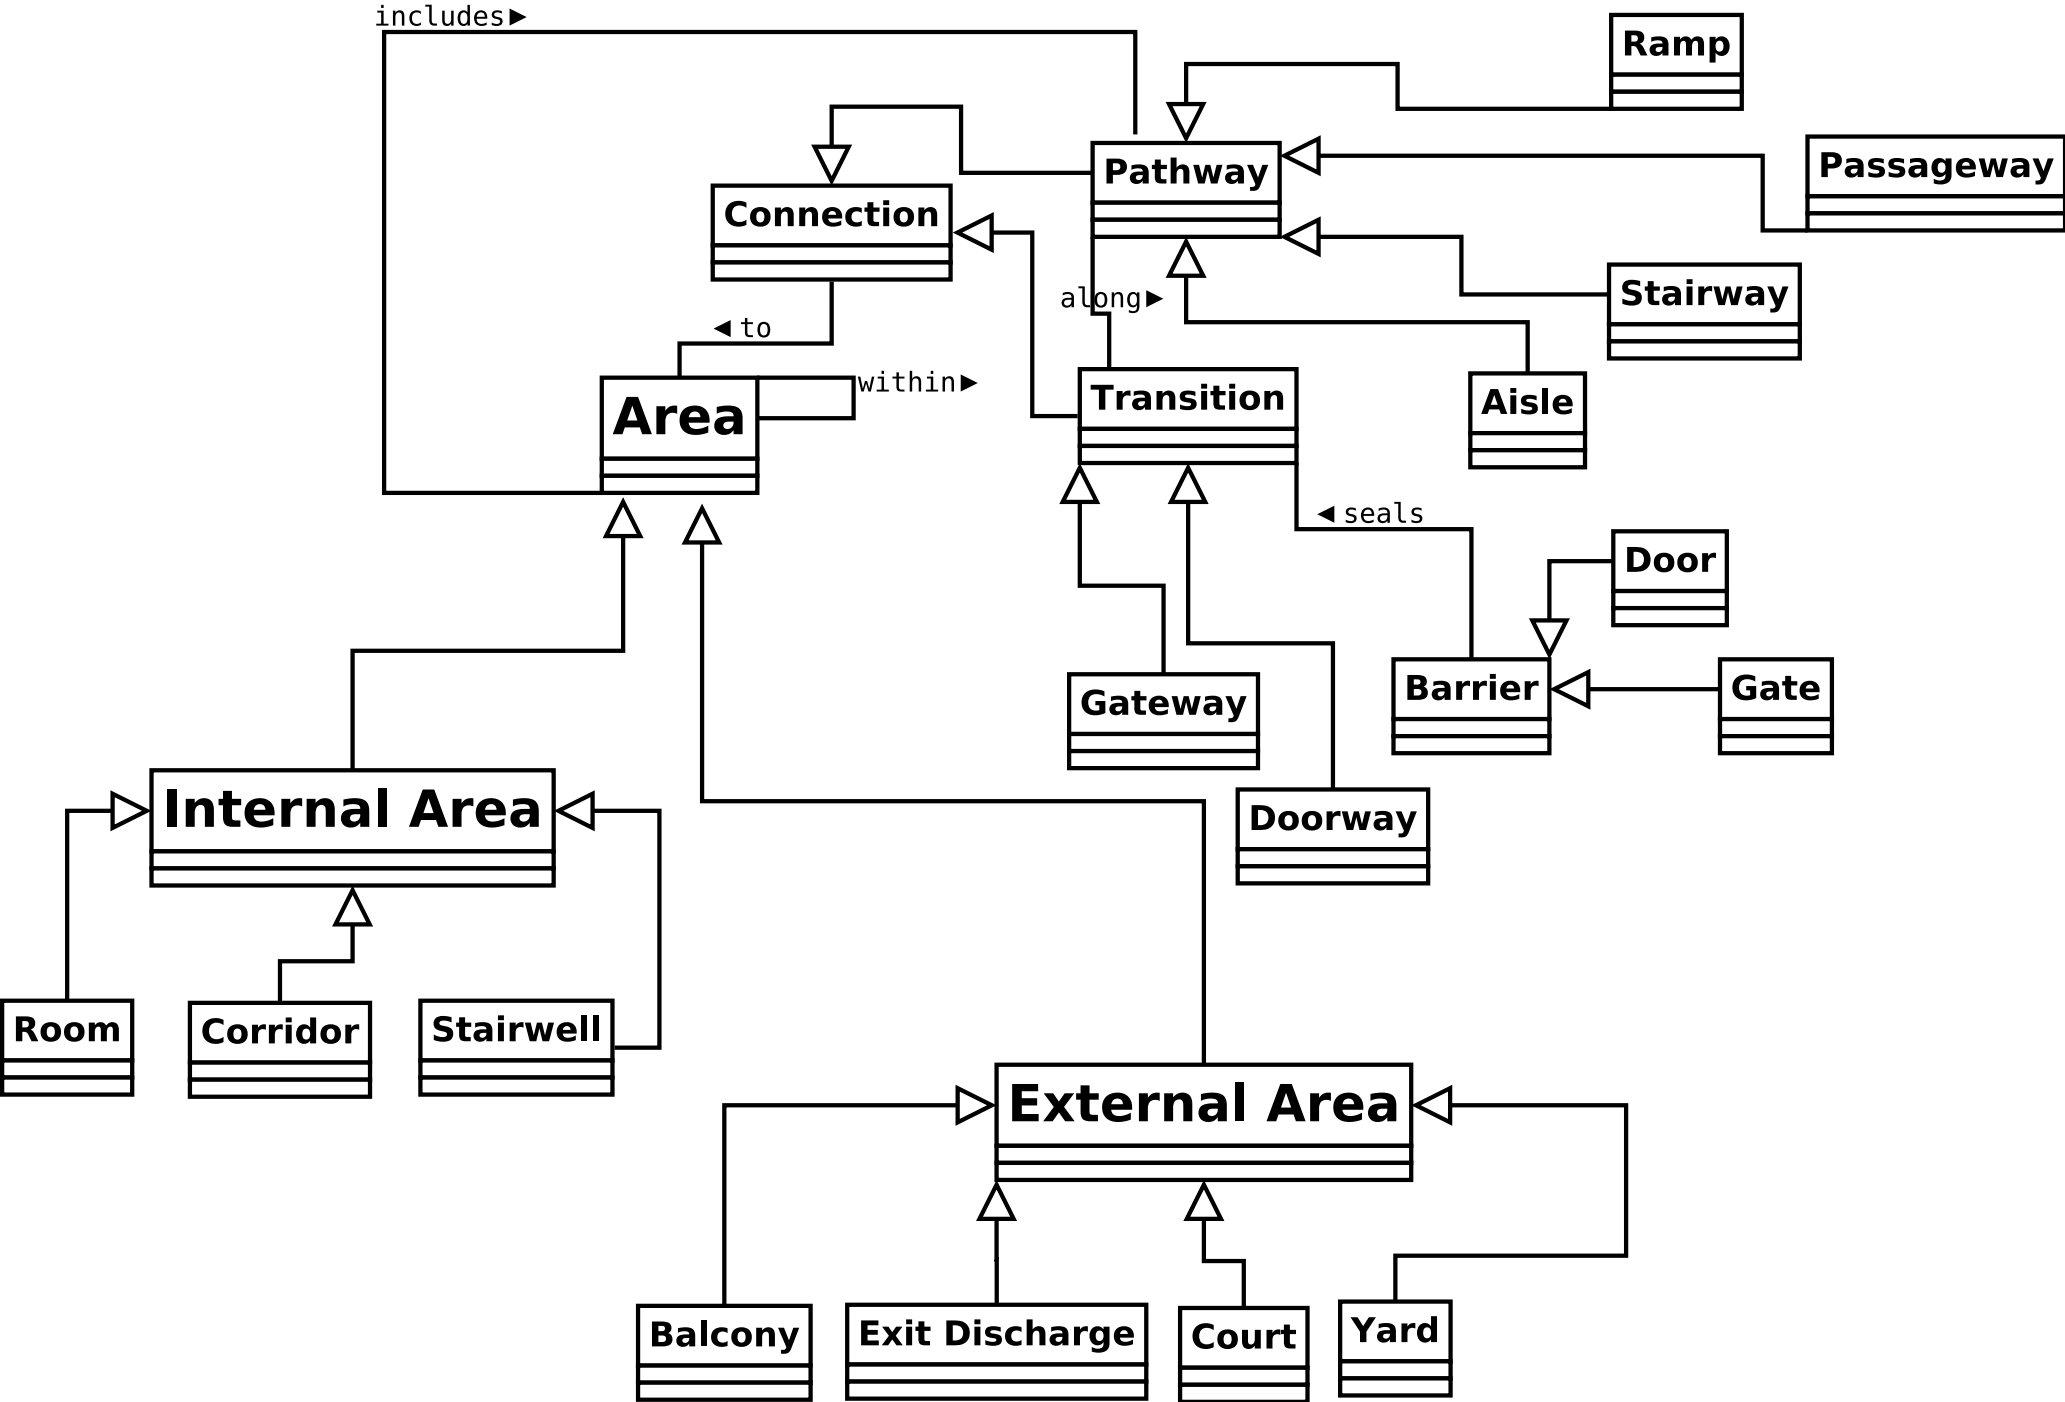 includes ►
Ramp
Passageway
Pathway
Connection
Stairway
along ►
◄ to
within ►
Area
Transition
Aisle
◄ seals
Door
Barrier
Gate
Gateway
Internal Area
Doorway
Room
Corridor
Stairwell
External Area
Balcony
Exit Discharge
Court
Yard